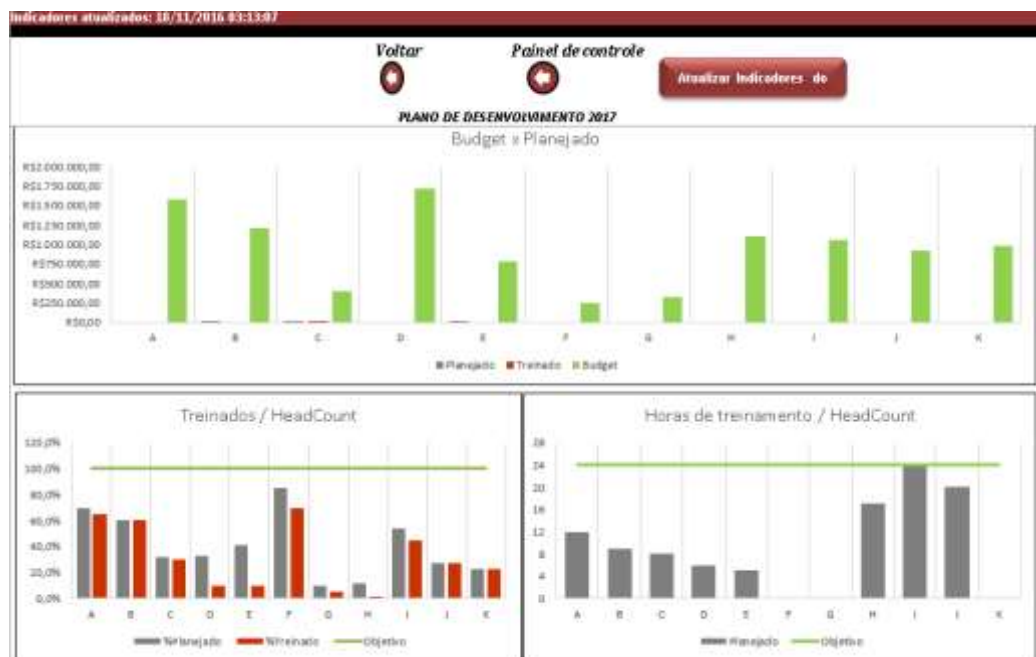 Indicadores atualizados: 18/11/2016 03:13:07
Voltar Painel de controle
Atualizar Indicadores do
PLANO DE DESENVOLVIMENTO 2017
Budget x Planejado
R$2.000.000,00
R$1.750.000,00
R$1.500.000,00
R$1.250.000,00
R$1.000.000,00
R$750.000,00
R$500.000,00
R$250.000,00
R$0,00
A B C D E F G H I J K
Planejado Treinado Budget
Treinados / HeadCount
120,0%
100,0%
80,0%
60,0%
40,0%
20,0%
0,0%
A B C D E F G H I J K
%Planejado %Treinado Objetivo
Horas de treinamento / HeadCount
28
24
20
16
12
8
4
0
A B C D E F G H I J K
Planejado Objetivo